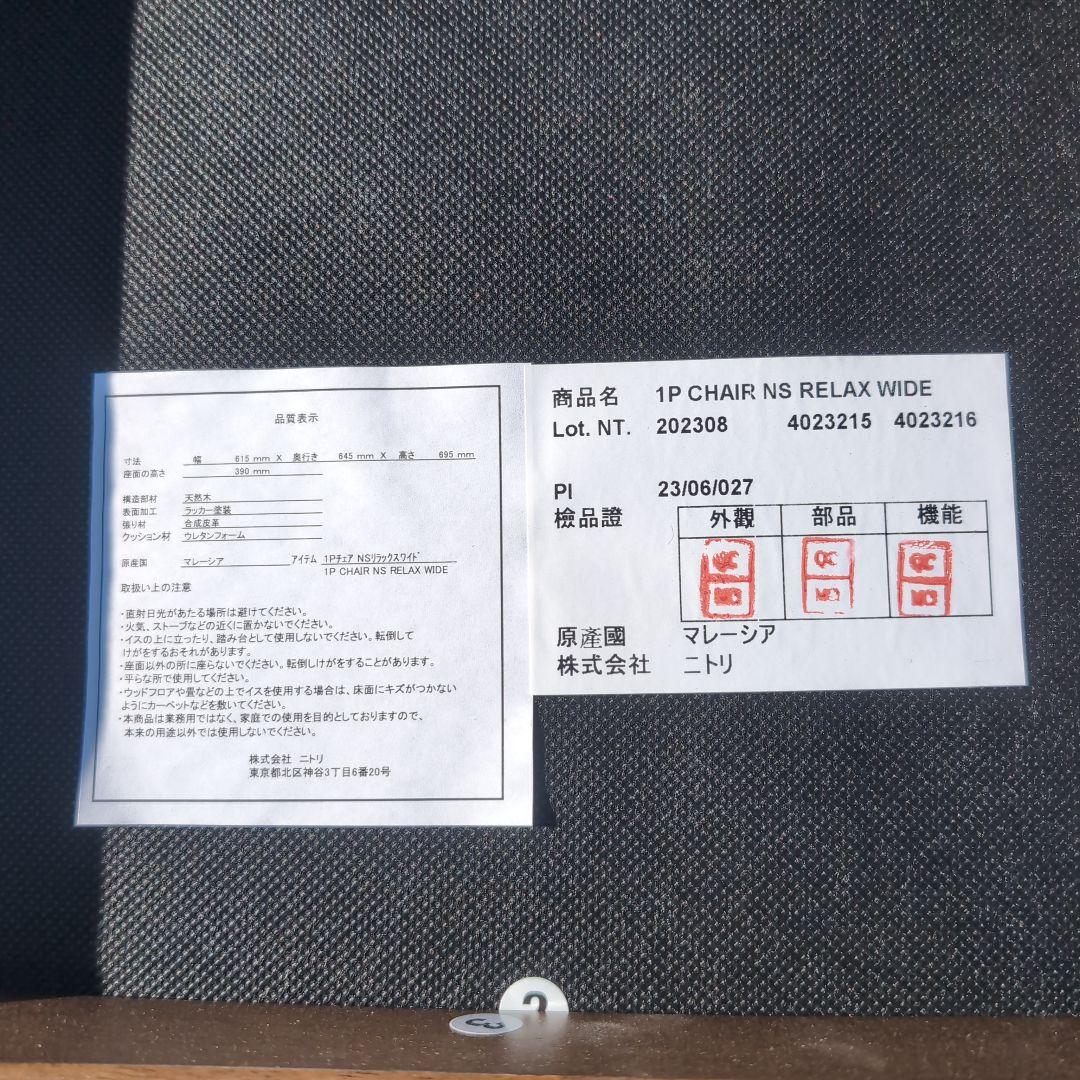 品質表示
寸法 幅 615 mm X 奥行き 645 mm X 高さ 695 mm
座面の高さ 390 mm
構造部材 天然木
表面加工 ラッカー塗装
張り材 合成皮革
クッション材 ウレタンフォーム
原産国 マレーシア アイテム 1Pチェア NSリラックスワイド
1P CHAIR NS RELAX WIDE
取扱い上の注意
・直射日光があたる場所は避けてください。
・火気、ストーブなどの近くに置かないでください。
・イスの上に立ったり、踏み台として使用しないでください。転倒して
けがをするおそれがあります。
・座面以外の所に座らないでください。転倒しけがをすることがあります。
・平らな所で使用してください。
・ウッドフロアや畳などの上でイスを使用する場合は、床面にキズがつかない
ようにカーペットなどを敷いてください。
・本商品は業務用ではなく、家庭での使用を目的としておりますので、
本来の用途以外では使用しないでください。
株式会社 ニトリ
東京都北区神谷3丁目6番20号
商品名 1P CHAIR NS RELAX WIDE
Lot. NT. 202308 4023215 4023216
PI 23/06/027
檢品證 外觀 部品 機能
原產國 マレーシア
株式会社 ニトリ
2
3